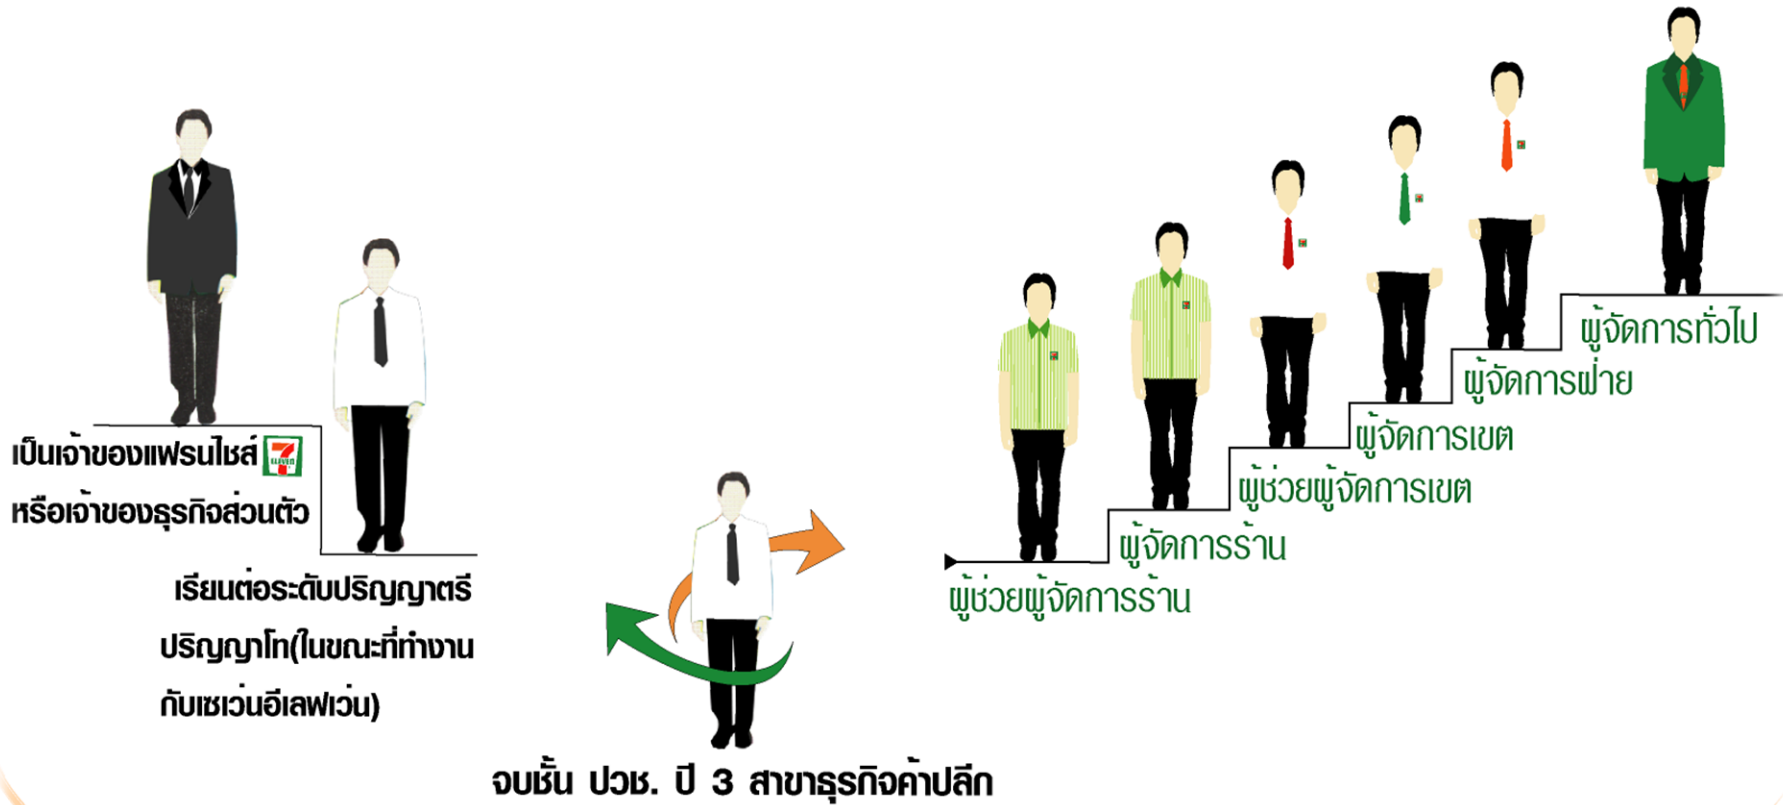 เป็นเจ้าของแฟรนไชส์ 7 ELEVEN
หรือเจ้าของธุรกิจส่วนตัว
เรียนต่อระดับปริญญาตรี
ปริญญาโท(ในขณะที่ทำงาน
กับเซเว่นอีเลฟเว่น)
จบชั้น ปวช. ปี 3 สาขาธุรกิจค้าปลีก
ผู้ช่วยผู้จัดการร้าน
ผู้จัดการร้าน
ผู้ช่วยผู้จัดการเขต
ผู้จัดการเขต
ผู้จัดการฝ่าย
ผู้จัดการทั่วไป